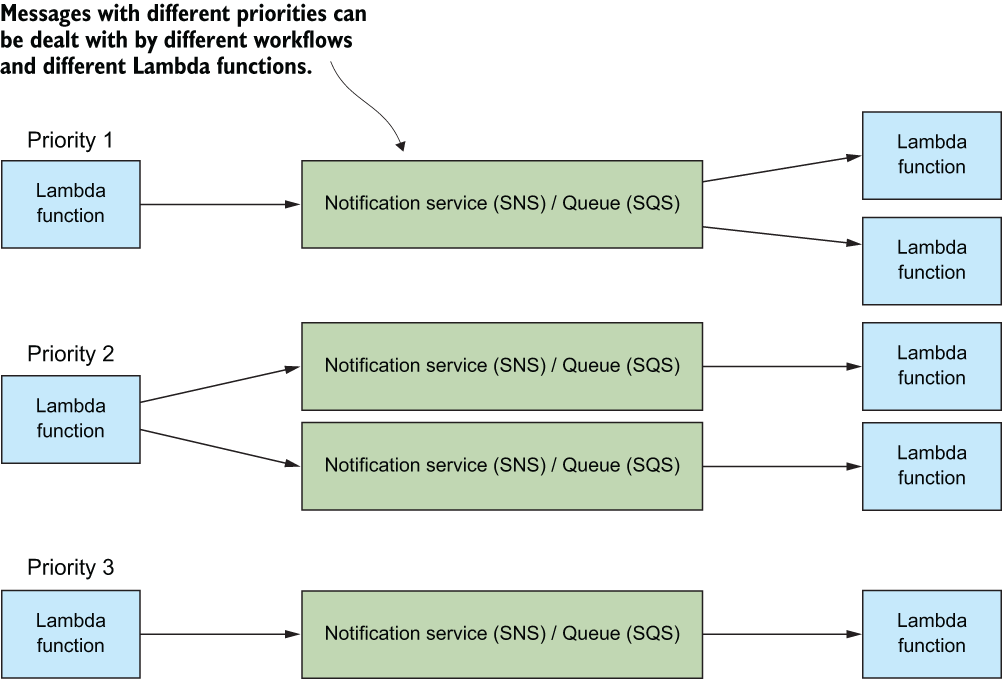 Messages with different priorities can
be dealt with by different workflows
and different Lambda functions.
Priority 1
Lambda
function
Notification service (SNS) / Queue (SQS)
Lambda
function
Lambda
function
Priority 2
Lambda
function
Notification service (SNS) / Queue (SQS)
Lambda
function
Notification service (SNS) / Queue (SQS)
Lambda
function
Priority 3
Lambda
function
Notification service (SNS) / Queue (SQS)
Lambda
function